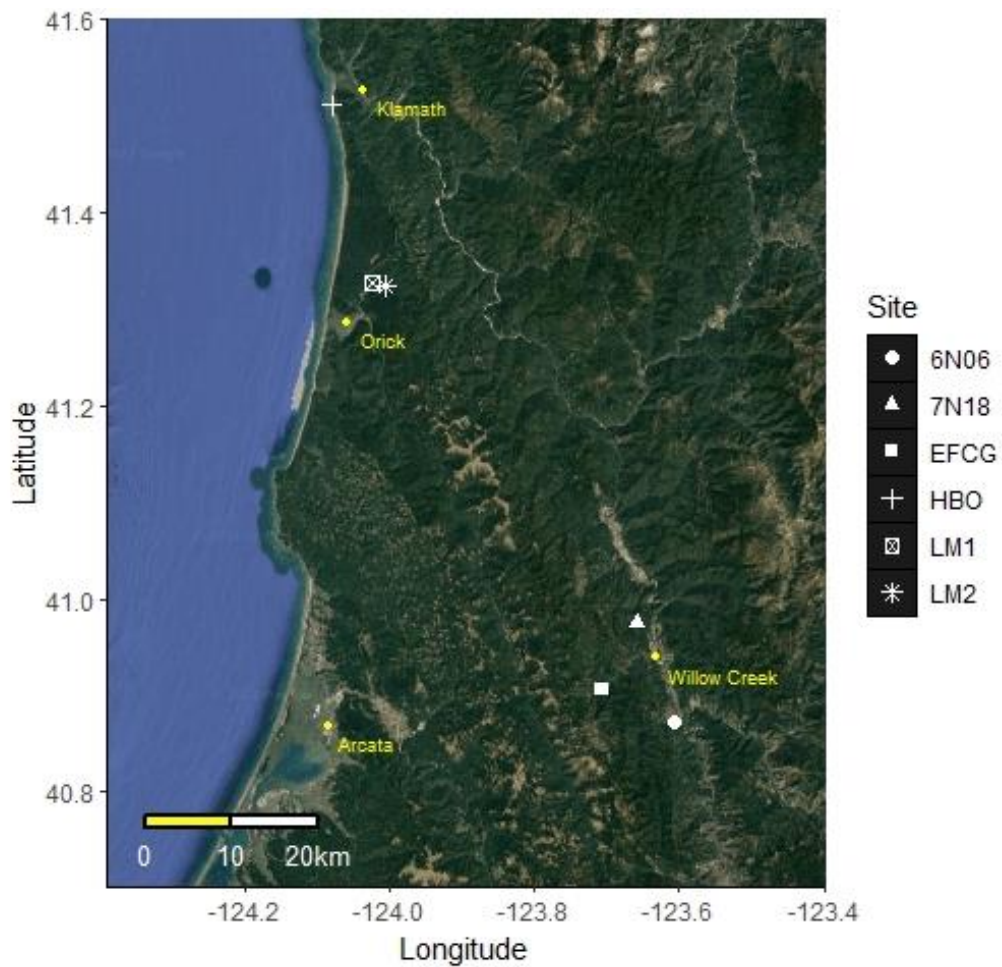 41.6
41.4
41.2
41.0
40.8
Latitude
Klamath
Orick
Willow Creek
Arcata
0 10 20km
-124.2 -124.0 -123.8 -123.6 -123.4
Longitude
Site
6N06
7N18
EFCG
HBO
LM1
LM2